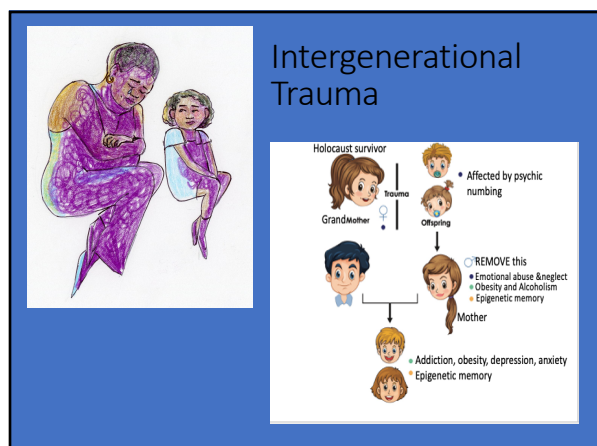 Intergenerational
Trauma
Holocaust survivor
Trauma
GrandMother
Offspring
Affected by psychic
numbing
REMOVE this
Emotional abuse &neglect
Obesity and Alcoholism
Epigenetic memory
Mother
Addiction, obesity, depression, anxiety
Epigenetic memory